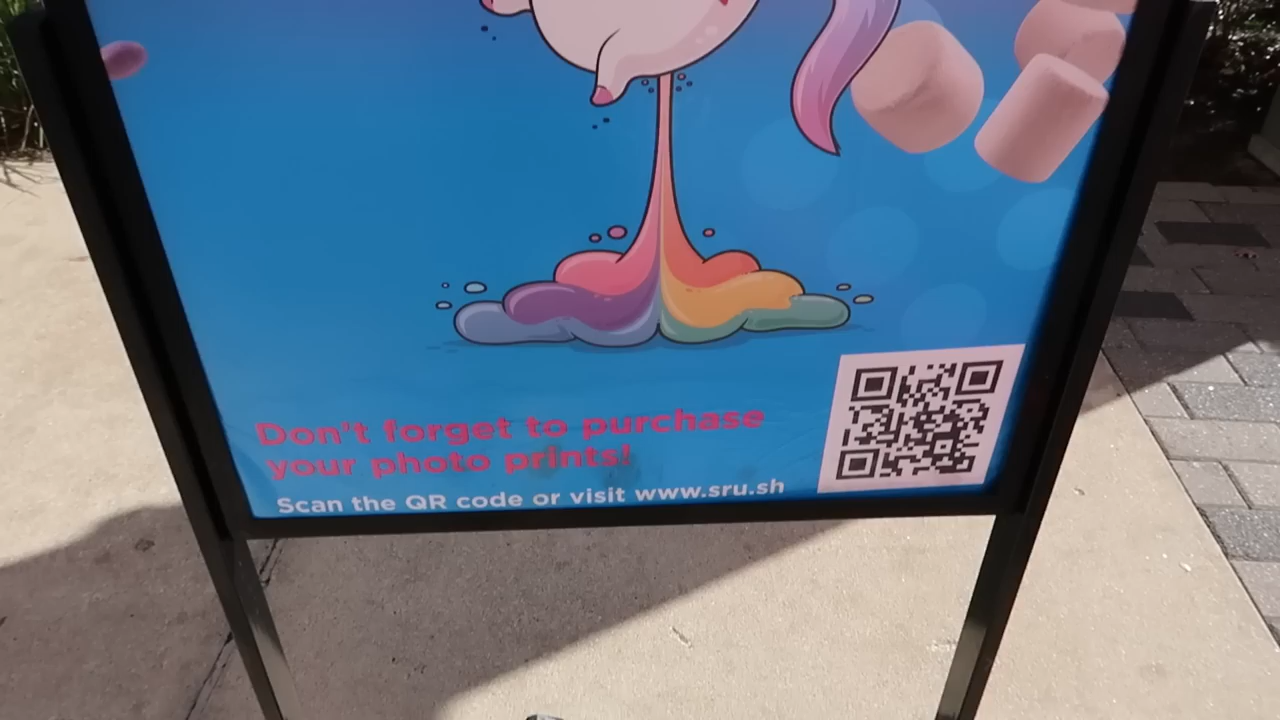 Don't forget to purchase
your photo prints!
Scan the QR code or visit www.sru.sh